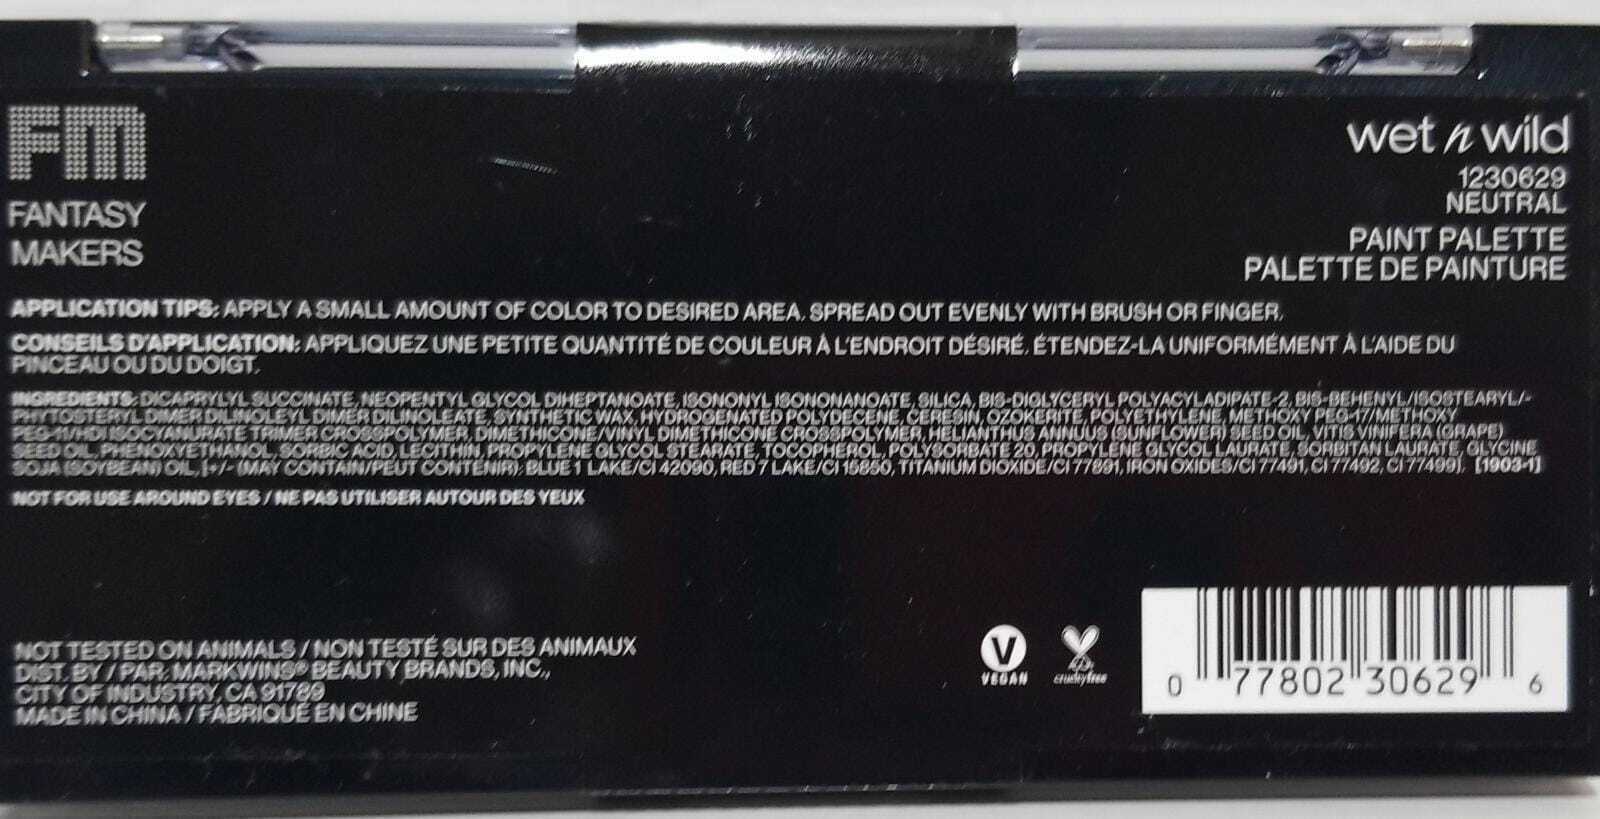 FM
FANTASY
MAKERS
wet n wild
1230629
NEUTRAL
PAINT PALETTE
PALETTE DE PAINTURE
APPLICATION TIPS: APPLY A SMALL AMOUNT OF COLOR TO DESIRED AREA. SPREAD OUT EVENLY WITH BRUSH OR FINGER.
CONSEILS D'APPLICATION: APPLIQUEZ UNE PETITE QUANTITÉ DE COULEUR À L'ENDROIT DÉSIRÉ. ÉTENDEZ-LA UNIFORMÉMENT À L'AIDE DU
PINCEAU OU DU DOIGT.
INGREDIENTS: DICAPRYLYL SUCCINATE, NEOPENTYL GLYCOL DIHEPTANOATE, ISONONYL ISONONANOATE, SILICA, BIS-DIGLYCERYL POLYACYLADIPATE-2, BIS-BEHENYL/ISOSTEARYL/-
PHYTOSTERYL DIMER DILINOLEYL DIMER DILINOLEATE, SYNTHETIC WAX, HYDROGENATED POLYDECENE, CERESIN, OZOKERITE, POLYETHYLENE, METHOXY PEG-17/METHOXY
PEG-11/HDI ISOCYANURATE TRIMER CROSSPOLYMER, DIMETHICONE/VINYL DIMETHICONE CROSSPOLYMER, HELIANTHUS ANNUUS (SUNFLOWER) SEED OIL, VITIS VINIFERA (GRAPE)
SEED OIL, PHENOXYETHANOL, SORBIC ACID, LECITHIN, PROPYLENE GLYCOL STEARATE, TOCOPHEROL, POLYSORBATE 20, PROPYLENE GLYCOL LAURATE, SORBITAN LAURATE, GLYCINE
SOJA (SOYBEAN) OIL, [+/- (MAY CONTAIN/PEUT CONTENIR): BLUE 1 LAKE/CI 42090, RED 7 LAKE/CI 15850, TITANIUM DIOXIDE/CI 77891, IRON OXIDES/CI 77491, CI 77492, CI 77499]. [1903-1]
NOT FOR USE AROUND EYES / NE PAS UTILISER AUTOUR DES YEUX
NOT TESTED ON ANIMALS / NON TESTÉ SUR DES ANIMAUX
DIST. BY / PAR: MARKWINS® BEAUTY BRANDS, INC.,
CITY OF INDUSTRY, CA 91789
MADE IN CHINA / FABRIQUÉ EN CHINE
V
VEGAN
crueltyfree
0 77802 30629 6